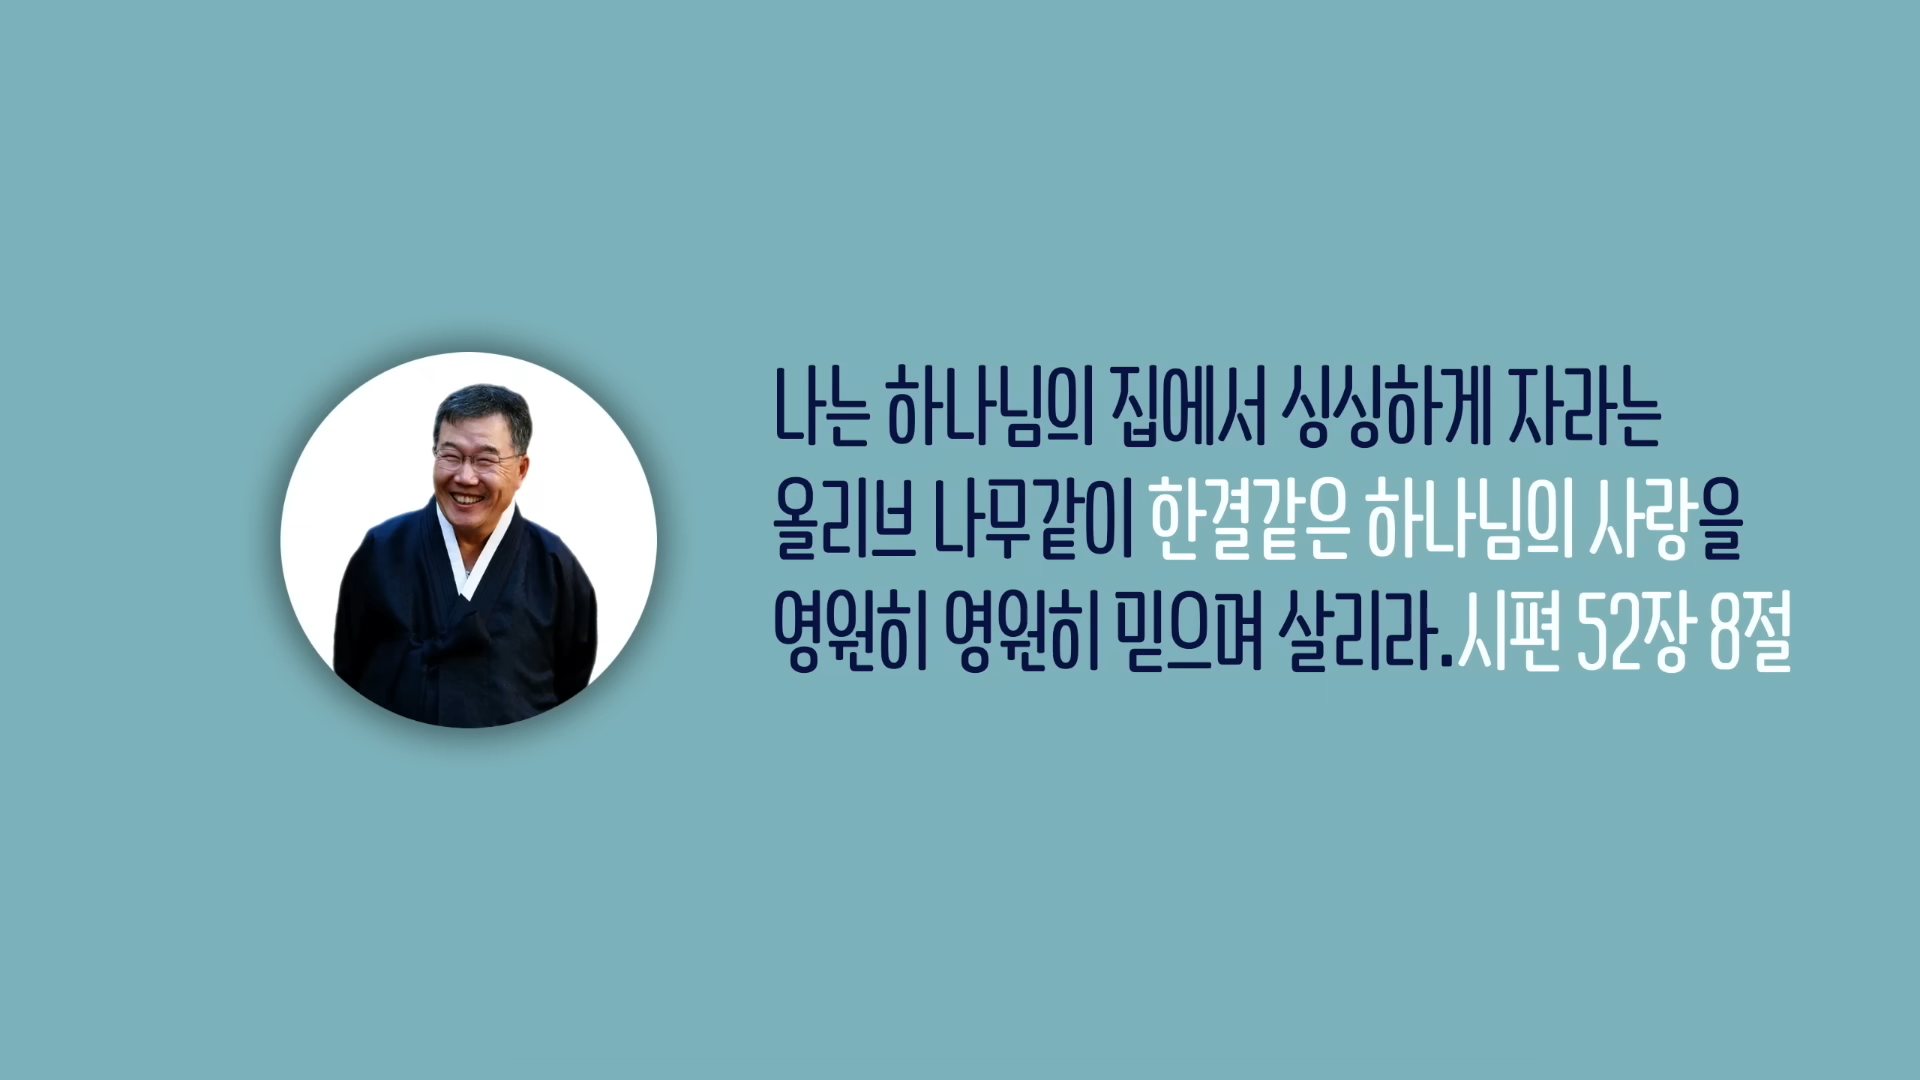 나는 하나님의 집에서 싱싱하게 자라는
올리브 나무같이 한결같은 하나님의 사랑을
영원히 영원히 믿으며 살리라.시편 52장 8절